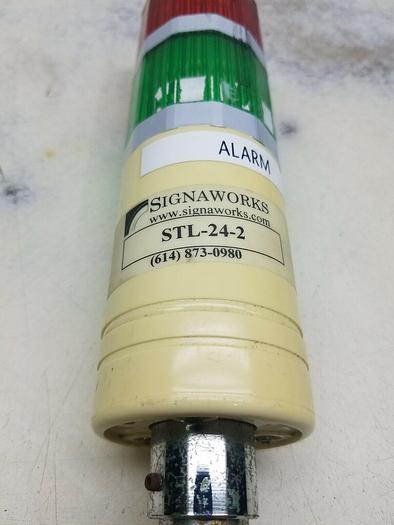 ALARM
SIGNAWORKS
www.signaworks.com
STL-24-2
(614) 873-0980